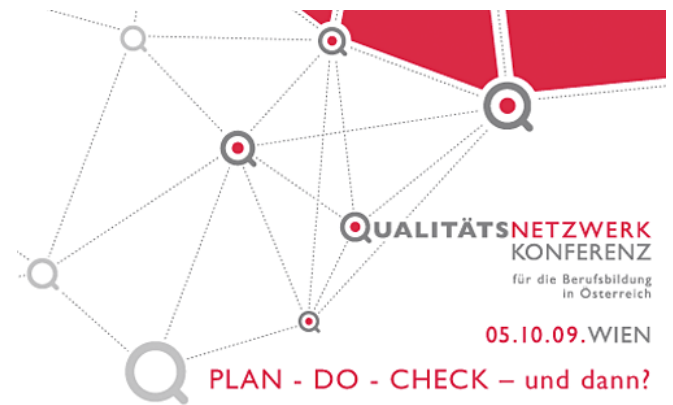 QUALITÄTSNETZWERK
KONFERENZ
für die Berufsbildung
in Österreich
05.10.09.WIEN
PLAN - DO - CHECK – und dann?